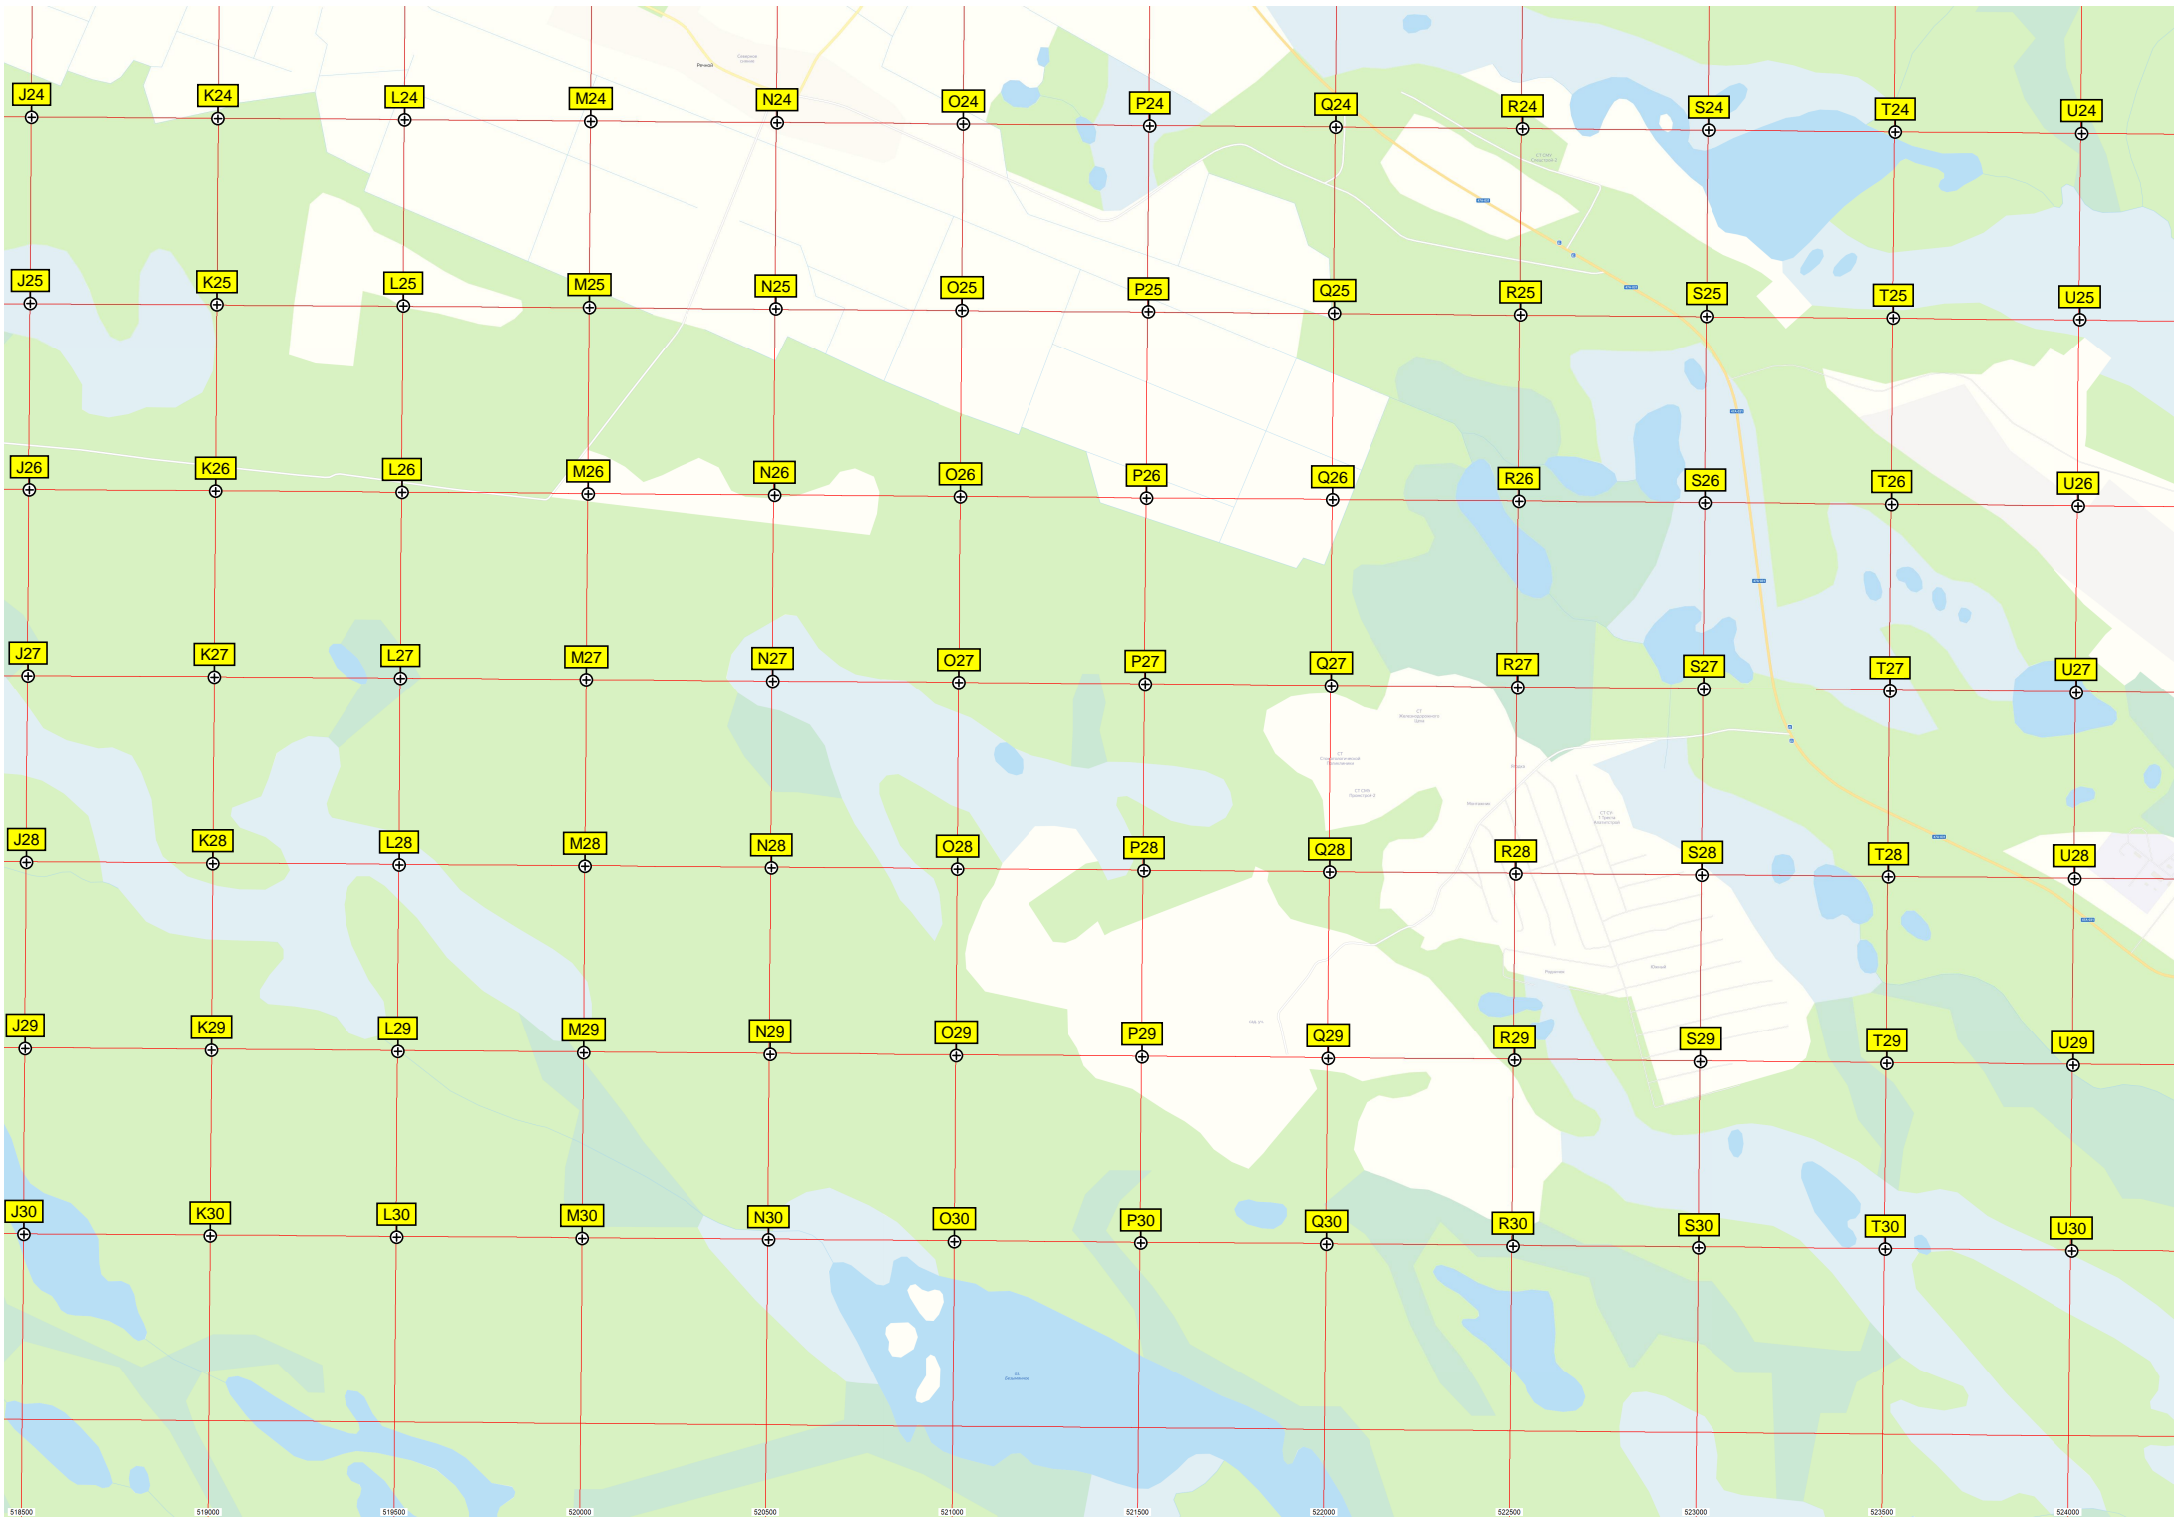 Речной
J24 K24 L24 M24 N24 O24 P24 Q24 R24 S24 T24 U24
J25 K25 L25 M25 N25 O25 P25 Q25 R25 S25 T25 U25
J26 K26 L26 M26 N26 O26 P26 Q26 R26 S26 T26 U26
J27 K27 L27 M27 N27 O27 P27 Q27 R27 S27 T27 U27
СТ
J28 K28 L28 M28 N28 O28 P28 Q28 R28 S28 T28 U28
Южный
J29 K29 L29 M29 N29 O29 P29 Q29 R29 S29 T29 U29
J30 K30 L30 M30 N30 O30 P30 Q30 R30 S30 T30 U30
518500 519000 519500 520000 520500 521000 521500 522000 522500 523000 523500 524000